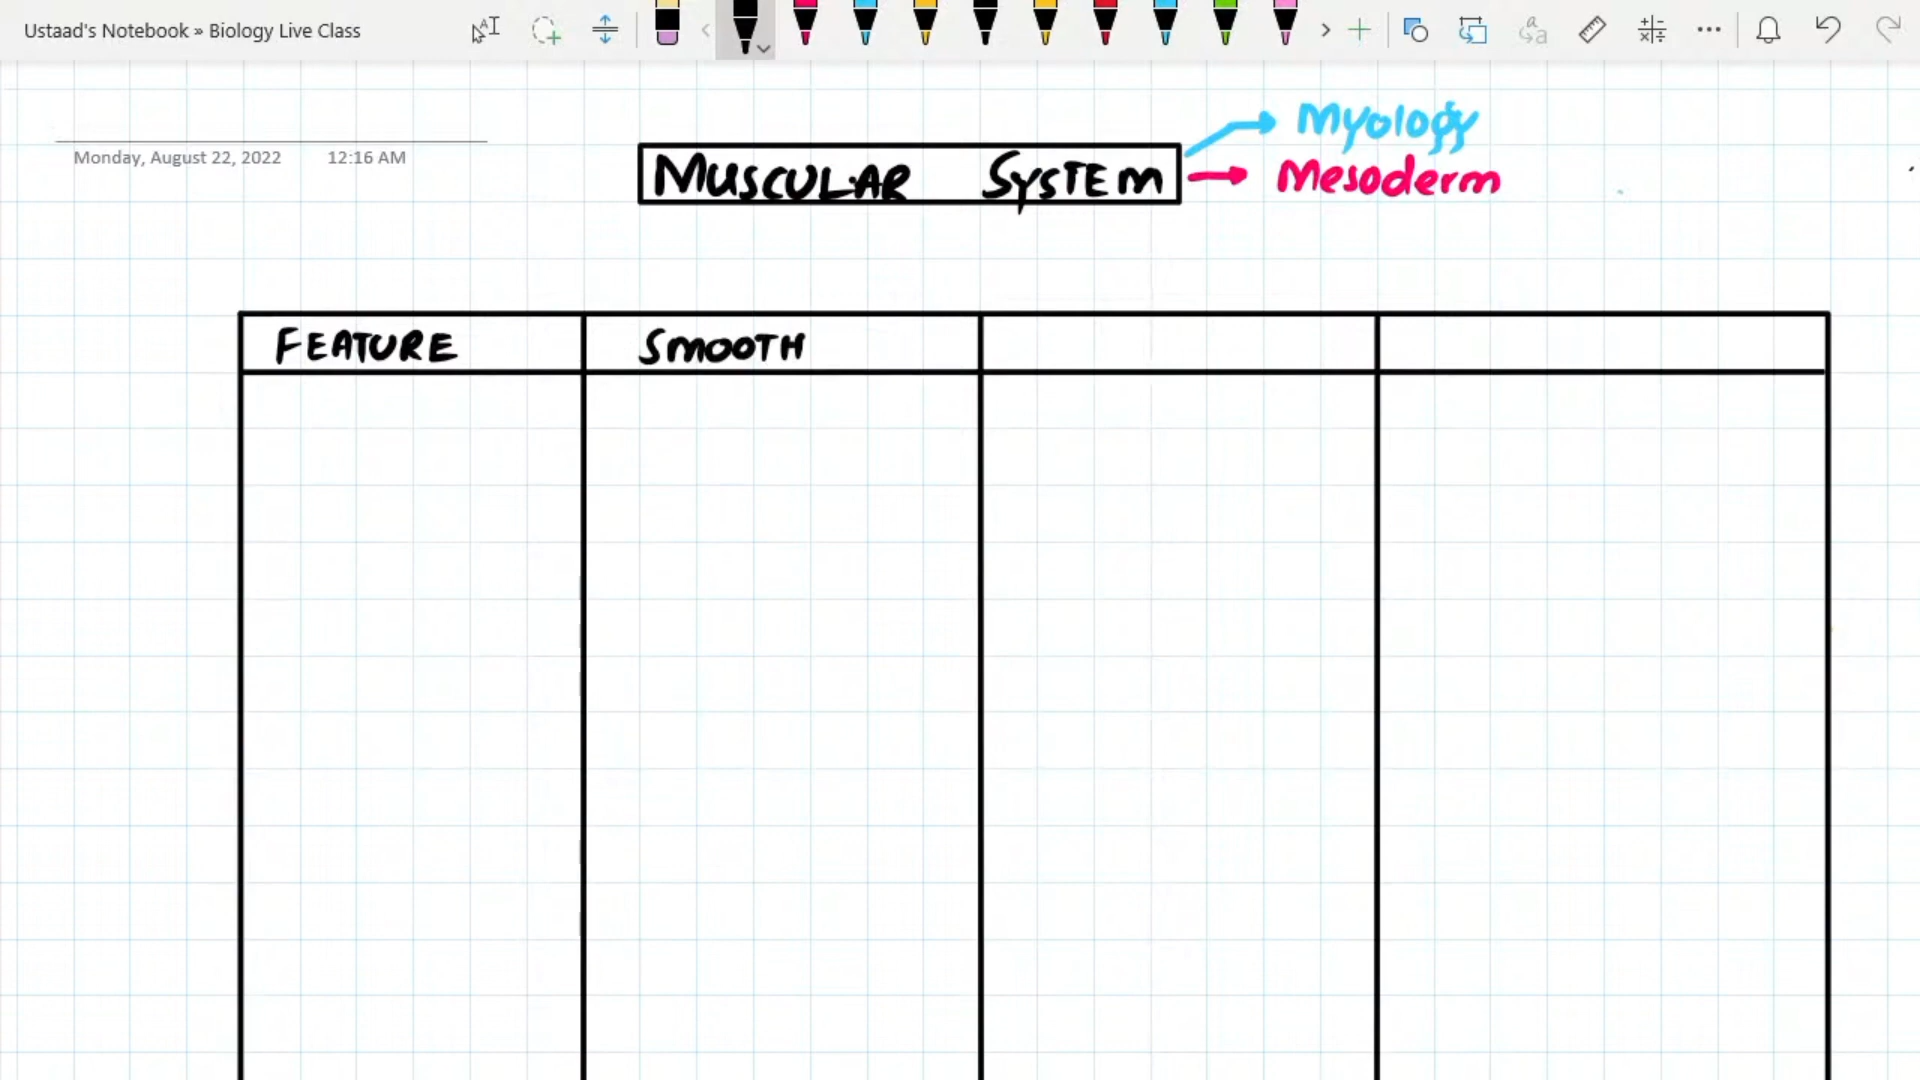 Ustaad's Notebook » Biology Live Class
Myology
Monday, August 22, 2022 12:16 AM
MUSCULAR SYSTEM
Mesoderm
FEATURE SMOOTH